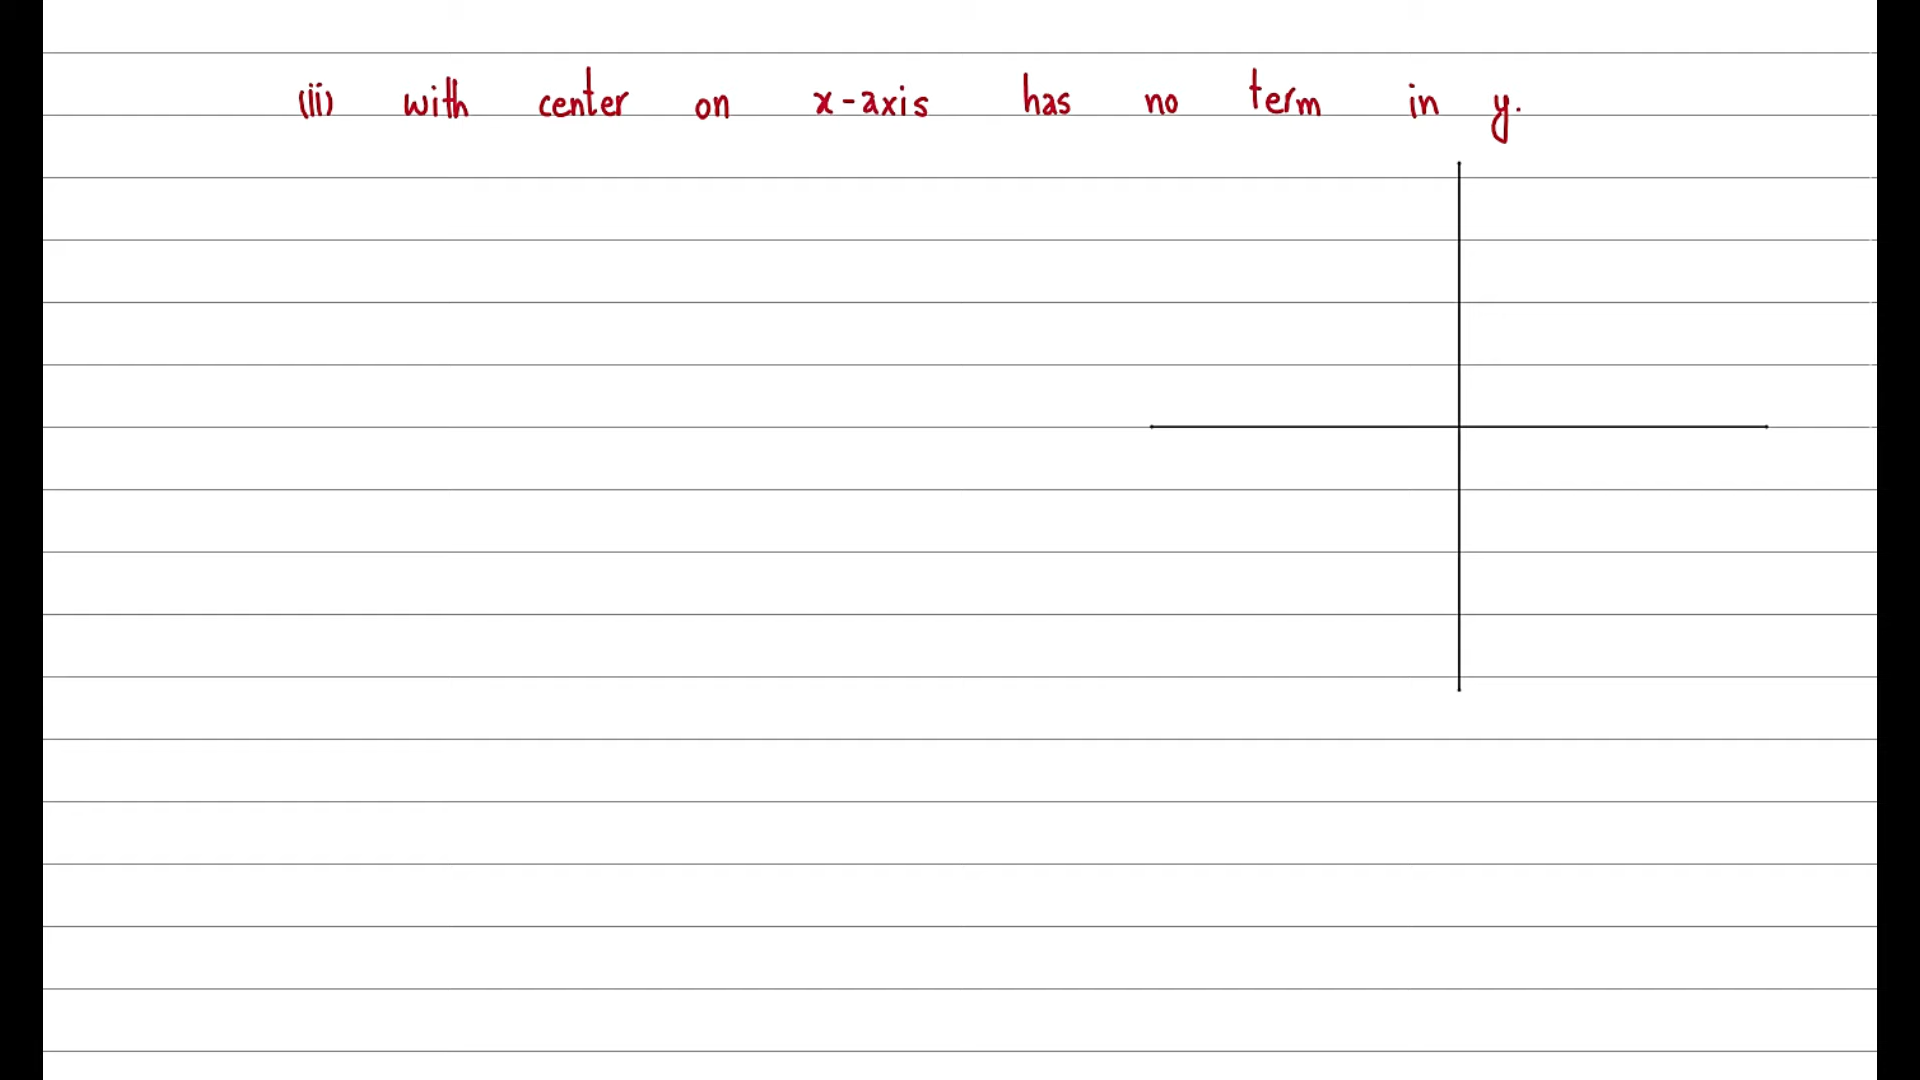 (ii) with center on x-axis has no term in y.